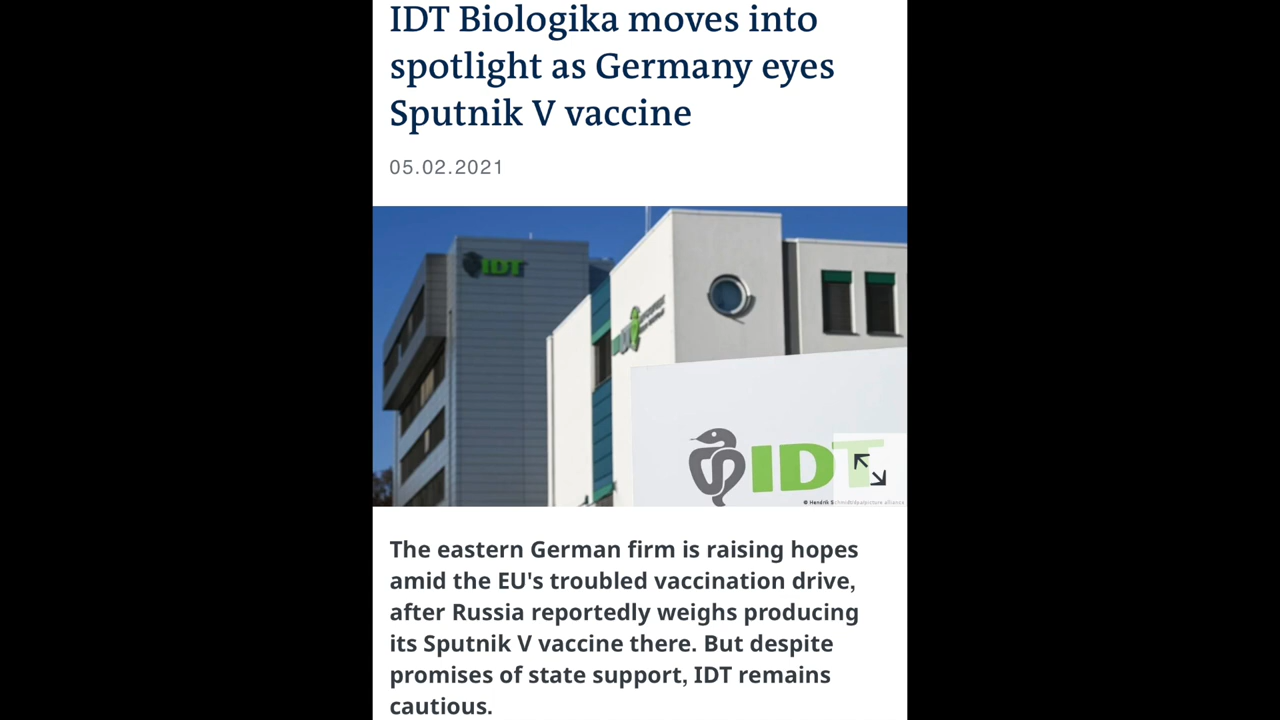 IDT Biologika moves into
spotlight as Germany eyes
Sputnik V vaccine
05.02.2021
IDT
IDT
The eastern German firm is raising hopes
amid the EU's troubled vaccination drive,
after Russia reportedly weighs producing
its Sputnik V vaccine there. But despite
promises of state support, IDT remains
cautious.